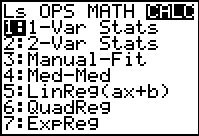 Ls OPS MATH CALC
1:1-Var Stats
2:2-Var Stats
3:Manual-Fit
4:Med-Med
5:LinReg(ax+b)
6:QuadReg
7:ExpReg